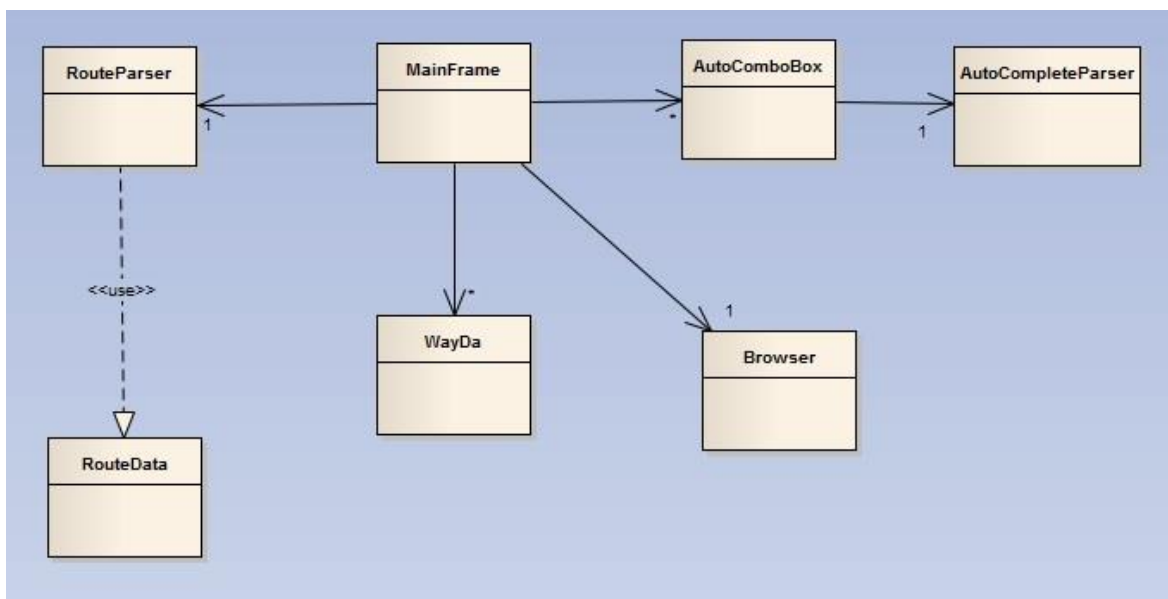 RouteParser
MainFrame
AutoComboBox
AutoCompleteParser
1
*
1
<<use>>
*
1
WayDa
Browser
RouteData